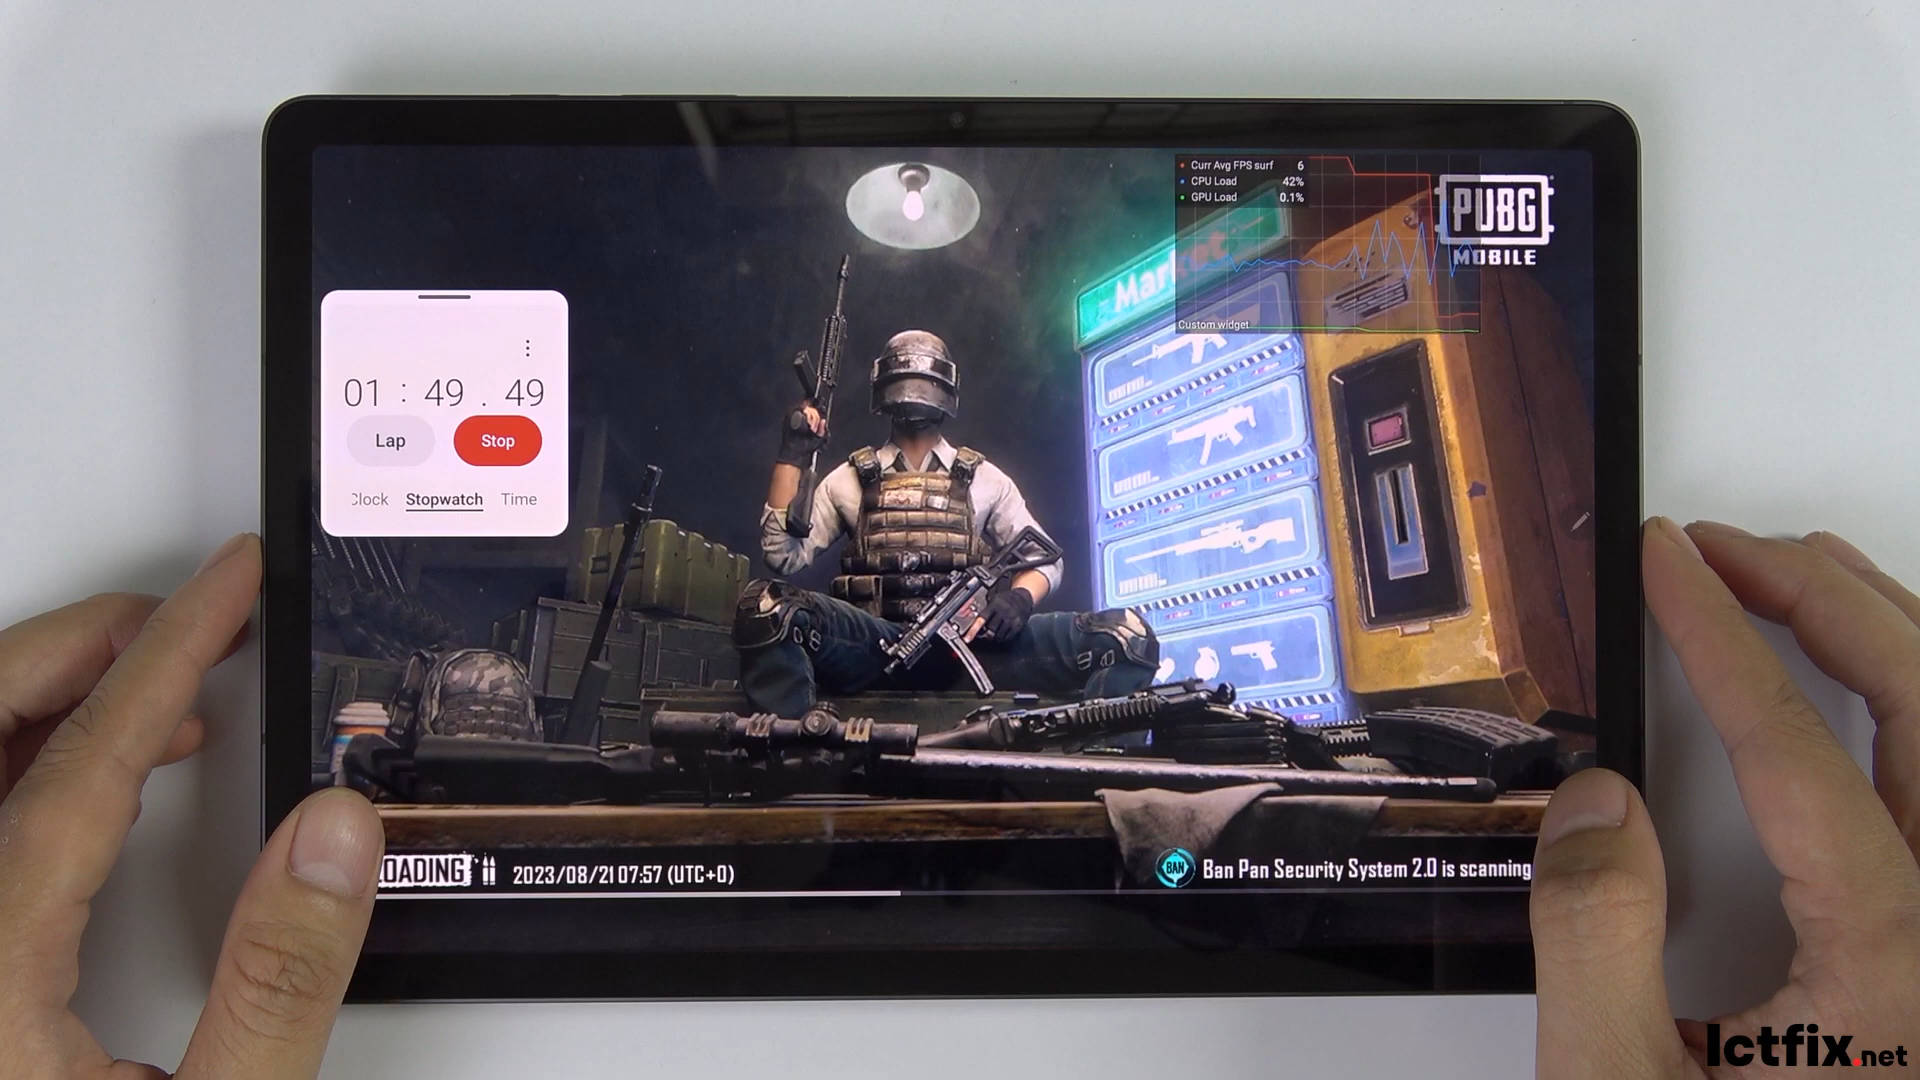 Curr Avg FPS surf 6
CPU Load 42%
GPU Load 0.1%
PUBG
MOBILE
Market
Custom widget
01 : 49 . 49
Lap
Stop
Clock Stopwatch Time
LOADING 2023/08/21 07:57 (UTC+0)
BAN
Ban Pan Security System 2.0 is scanning
Ictfix.net